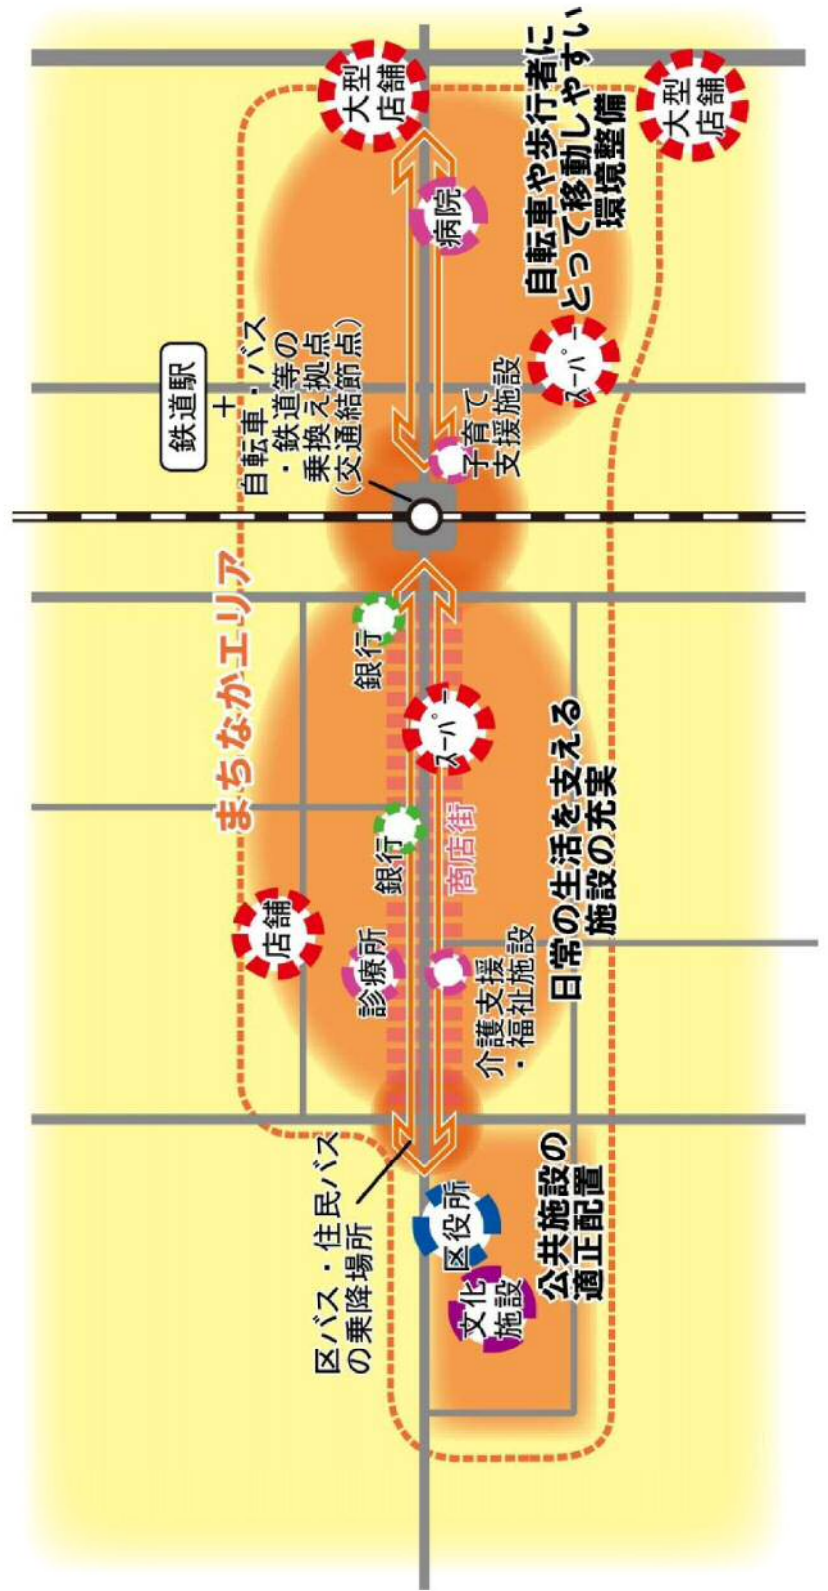 まちなかエリア
鉄道駅
＋
自転車・バス
・鉄道等の
乗換え拠点
(交通結節点)
大型
店舗
病院
大型
店舗
自転車や歩行者に
とって移動しやすい
環境整備
子育て
支援施設
スーパー
銀行
スーパー
銀行
商店街
店舗
診療所
介護支援
・福祉施設
日常の生活を支える
施設の充実
区バス・住民バス
の乗降場所
区役所
文化
施設
公共施設の
適正配置